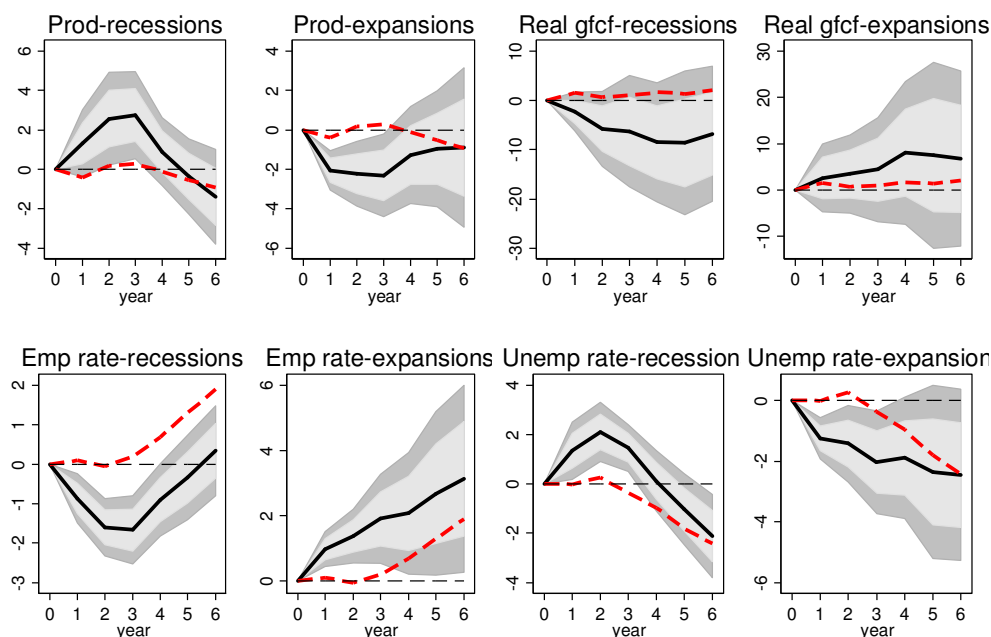 Prod-recessions
6
4
2
0
-2
-4
0 1 2 3 4 5 6
year
Prod-expansions
4
2
0
-2
-4
-6
0 1 2 3 4 5 6
year
Real gfcf-recessions
10
0
-10
-20
-30
0 1 2 3 4 5 6
year
Real gfcf-expansions
30
20
10
0
-10
0 1 2 3 4 5 6
year
Emp rate-recessions
2
1
0
-1
-2
-3
0 1 2 3 4 5 6
year
Emp rate-expansions
6
4
2
0
0 1 2 3 4 5 6
year
Unemp rate-recession
4
2
0
-2
-4
0 1 2 3 4 5 6
year
Unemp rate-expansion
0
-2
-4
-6
0 1 2 3 4 5 6
year